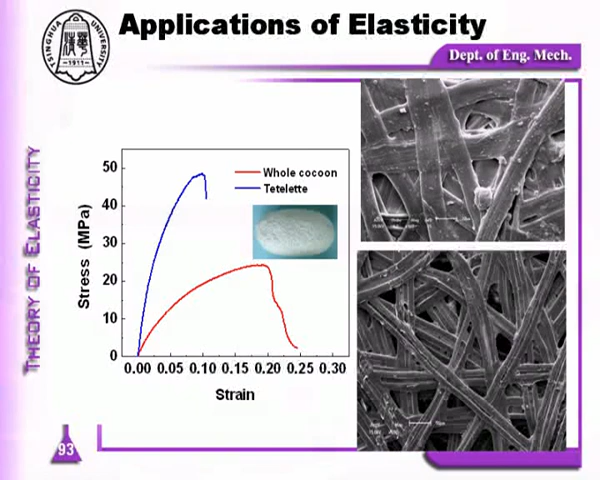 Applications of Elasticity
TSINGHUA UNIVERSITY
-1911-
Dept. of Eng. Mech.
THEORY OF ELASTICITY
Stress (MPa)
50
40
30
20
10
0
Whole cocoon
Tetelette
0.00 0.05 0.10 0.15 0.20 0.25 0.30
Strain
93